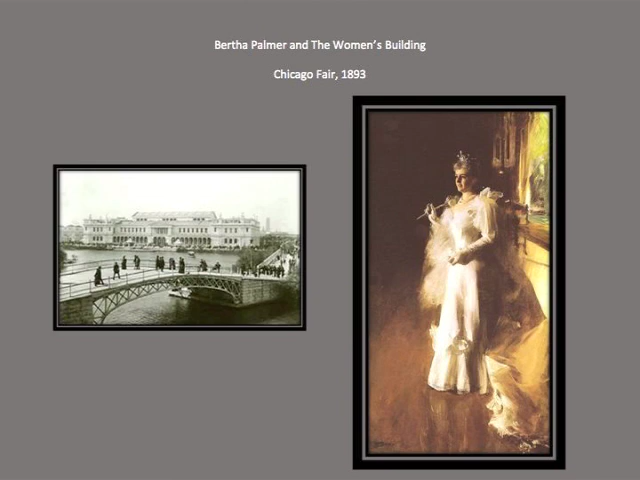 Bertha Palmer and The Women’s Building
Chicago Fair, 1893